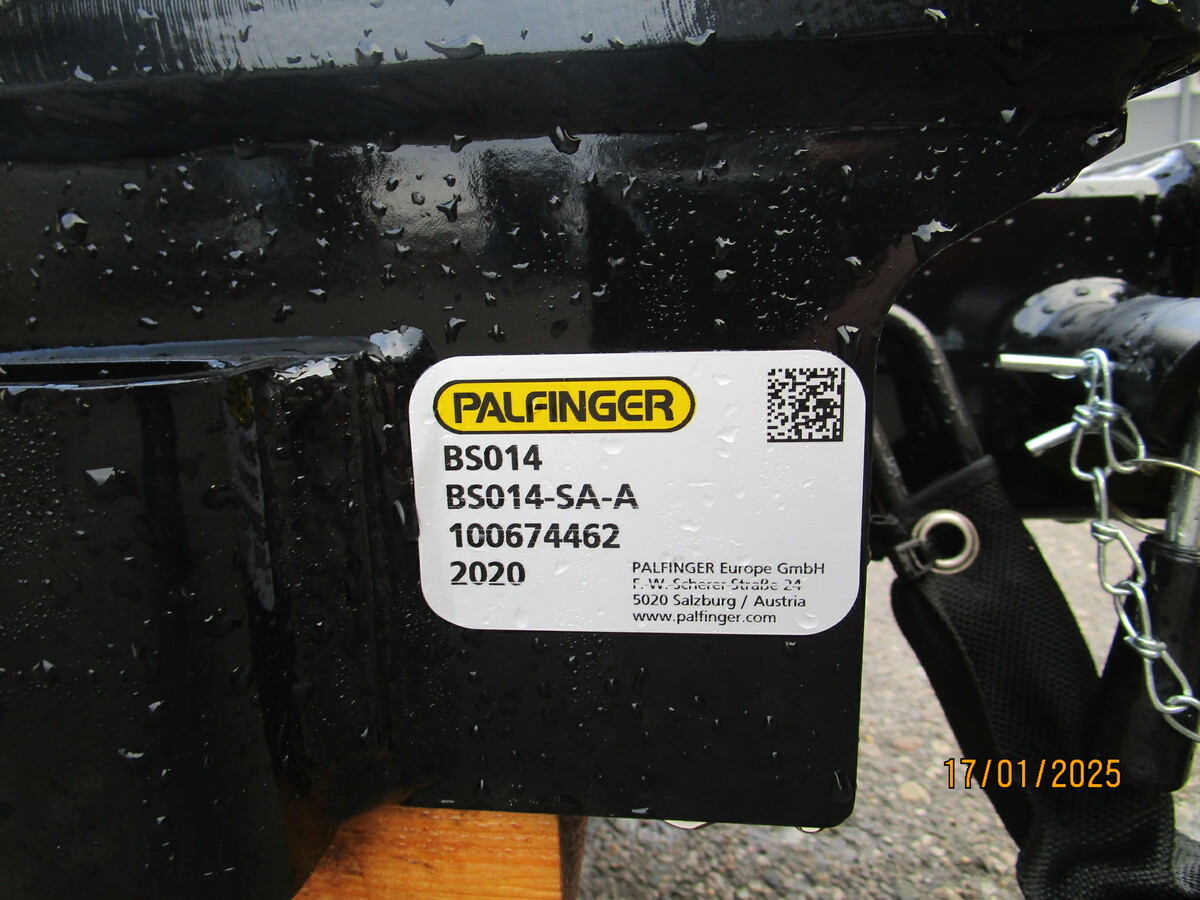 PALFINGER
BS014
BS014-SA-A
100674462
2020
PALFINGER Europe GmbH
F.-W.-Scherer-Straße 24
5020 Salzburg / Austria
www.palfinger.com
17/01/2025